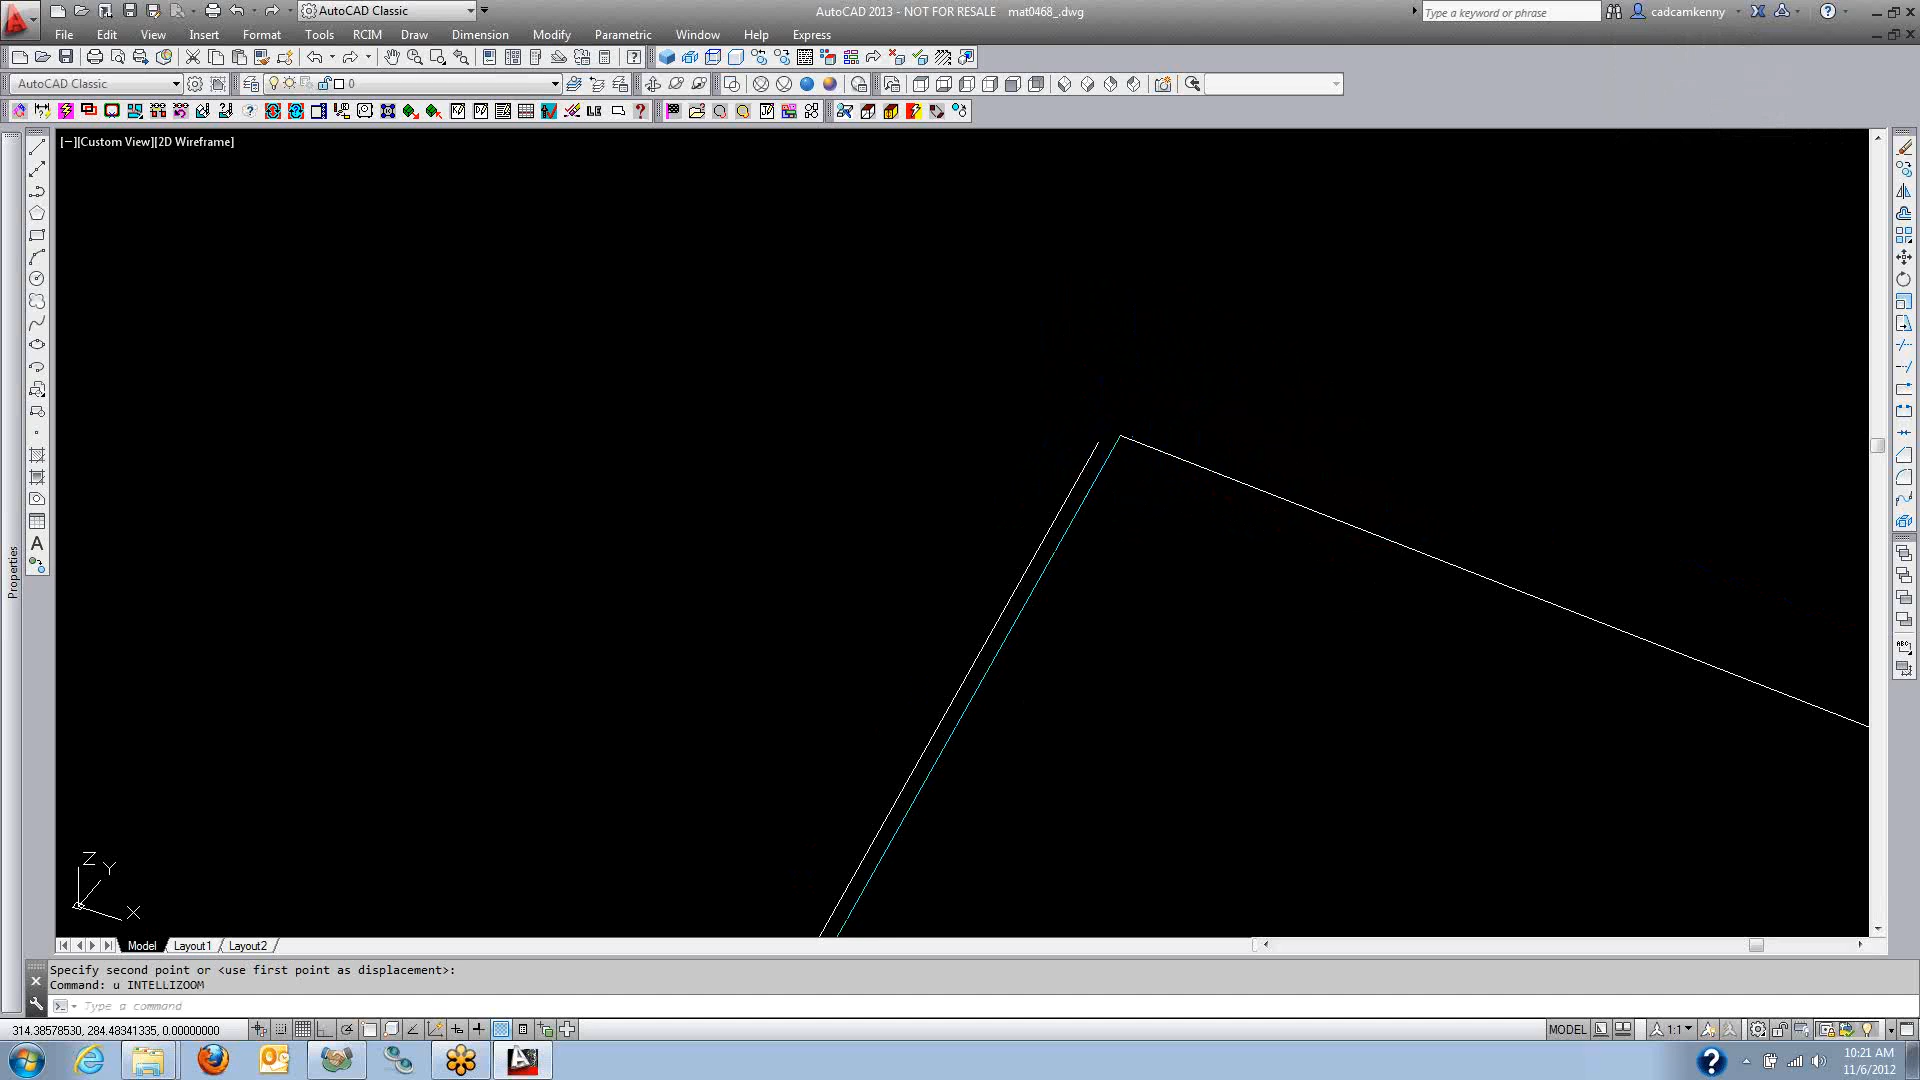 AutoCAD Classic
AutoCAD 2013 - NOT FOR RESALE mat0468_.dwg
Type a keyword or phrase
cadcamkenny
File Edit View Insert Format Tools RCIM Draw Dimension Modify Parametric Window Help Express
AutoCAD Classic
0
[−][Custom View][2D Wireframe]
Properties
A
Z
Y
X
Model Layout1 Layout2
Specify second point or <use first point as displacement>:
Command: u INTELLIZOOM
Type a command
314.38578530, 284.48341335, 0.00000000
MODEL
1:1
10:21 AM
11/6/2012